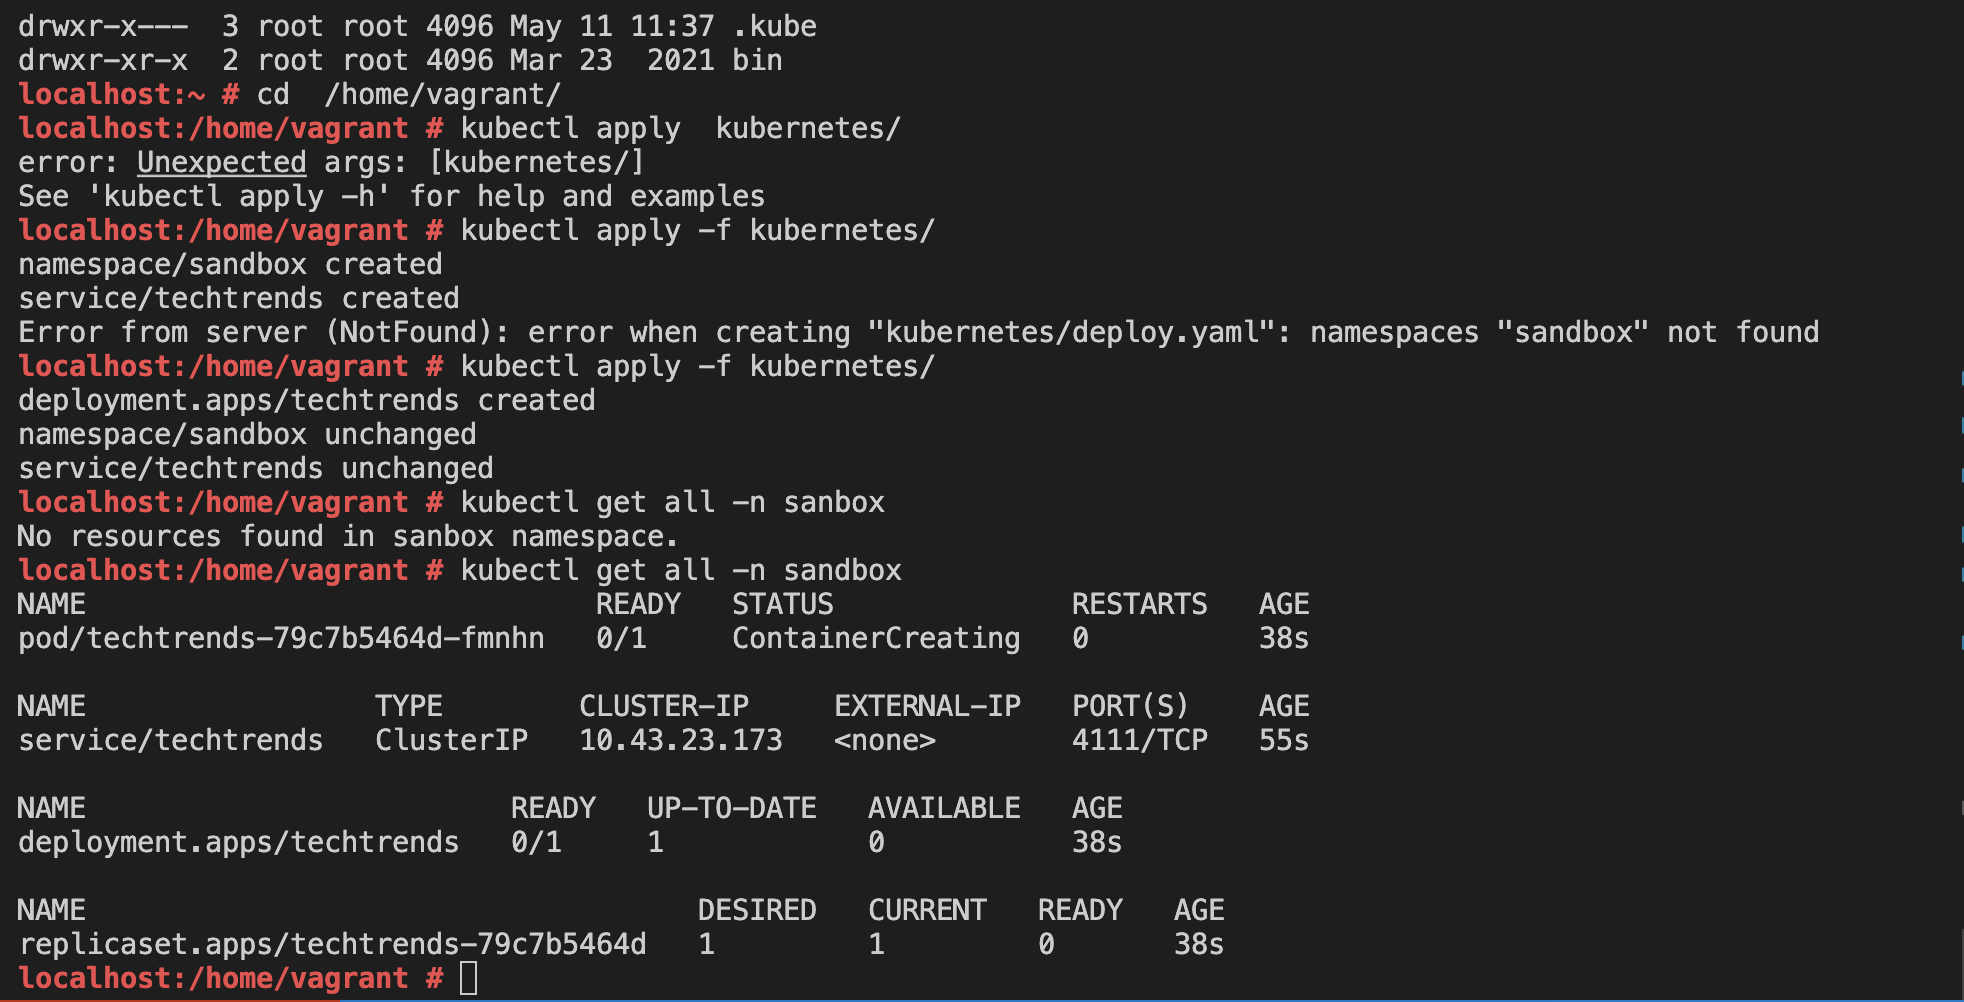 drwxr-x---  3 root root 4096 May 11 11:37 .kube
drwxr-xr-x  2 root root 4096 Mar 23  2021 bin
localhost:~ # cd  /home/vagrant/
localhost:/home/vagrant # kubectl apply  kubernetes/
error: Unexpected args: [kubernetes/]
See 'kubectl apply -h' for help and examples
localhost:/home/vagrant # kubectl apply -f kubernetes/
namespace/sandbox created
service/techtrends created
Error from server (NotFound): error when creating "kubernetes/deploy.yaml": namespaces "sandbox" not found
localhost:/home/vagrant # kubectl apply -f kubernetes/
deployment.apps/techtrends created
namespace/sandbox unchanged
service/techtrends unchanged
localhost:/home/vagrant # kubectl get all -n sanbox
No resources found in sanbox namespace.
localhost:/home/vagrant # kubectl get all -n sandbox
NAME                              READY   STATUS              RESTARTS   AGE
pod/techtrends-79c7b5464d-fmnhn   0/1     ContainerCreating   0          38s

NAME                 TYPE        CLUSTER-IP     EXTERNAL-IP   PORT(S)    AGE
service/techtrends   ClusterIP   10.43.23.173   <none>        4111/TCP   55s

NAME                         READY   UP-TO-DATE   AVAILABLE   AGE
deployment.apps/techtrends   0/1     1            0           38s

NAME                                    DESIRED   CURRENT   READY   AGE
replicaset.apps/techtrends-79c7b5464d   1         1         0       38s
localhost:/home/vagrant #